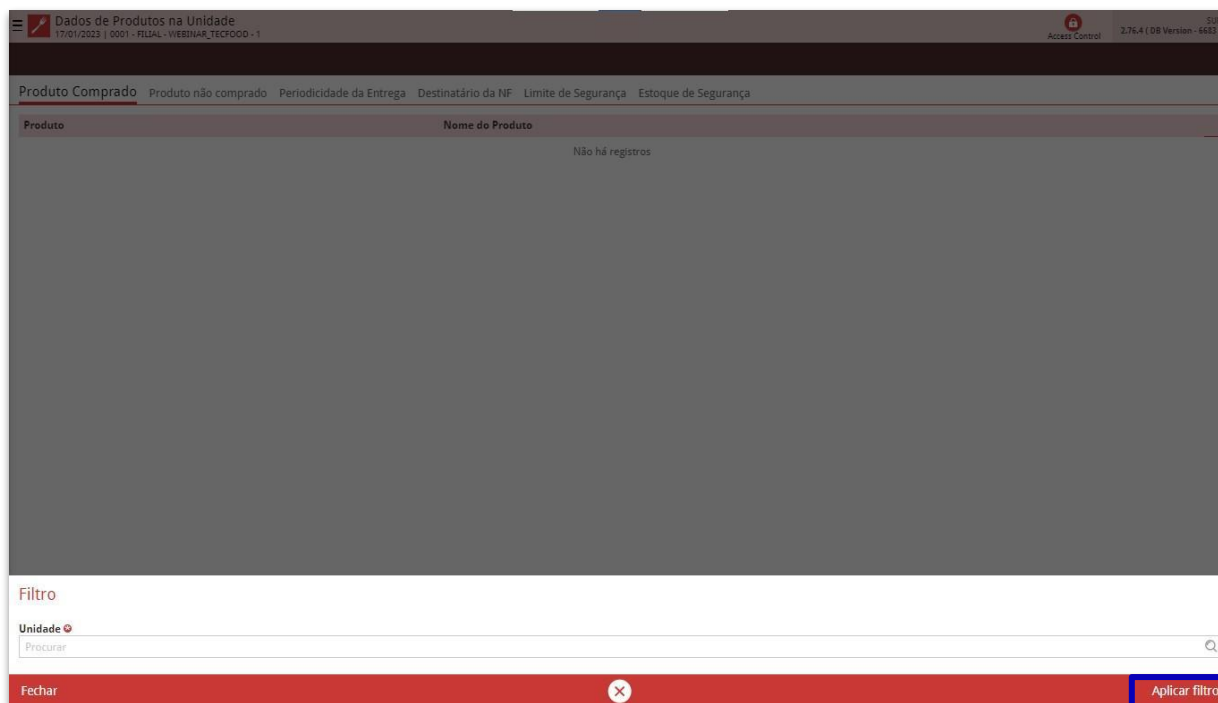 Dados de Produtos na Unidade
17/01/2023 | 0001 - FILIAL - WEBINAR_TECFOOD - 1
Access Control
2.76.4 ( DB Version - 6683
Produto Comprado Produto não comprado Periodicidade da Entrega Destinatário da NF Limite de Segurança Estoque de Segurança
Produto Nome do Produto
Não há registros
Filtro
Unidade
Procurar
Fechar Aplicar filtro